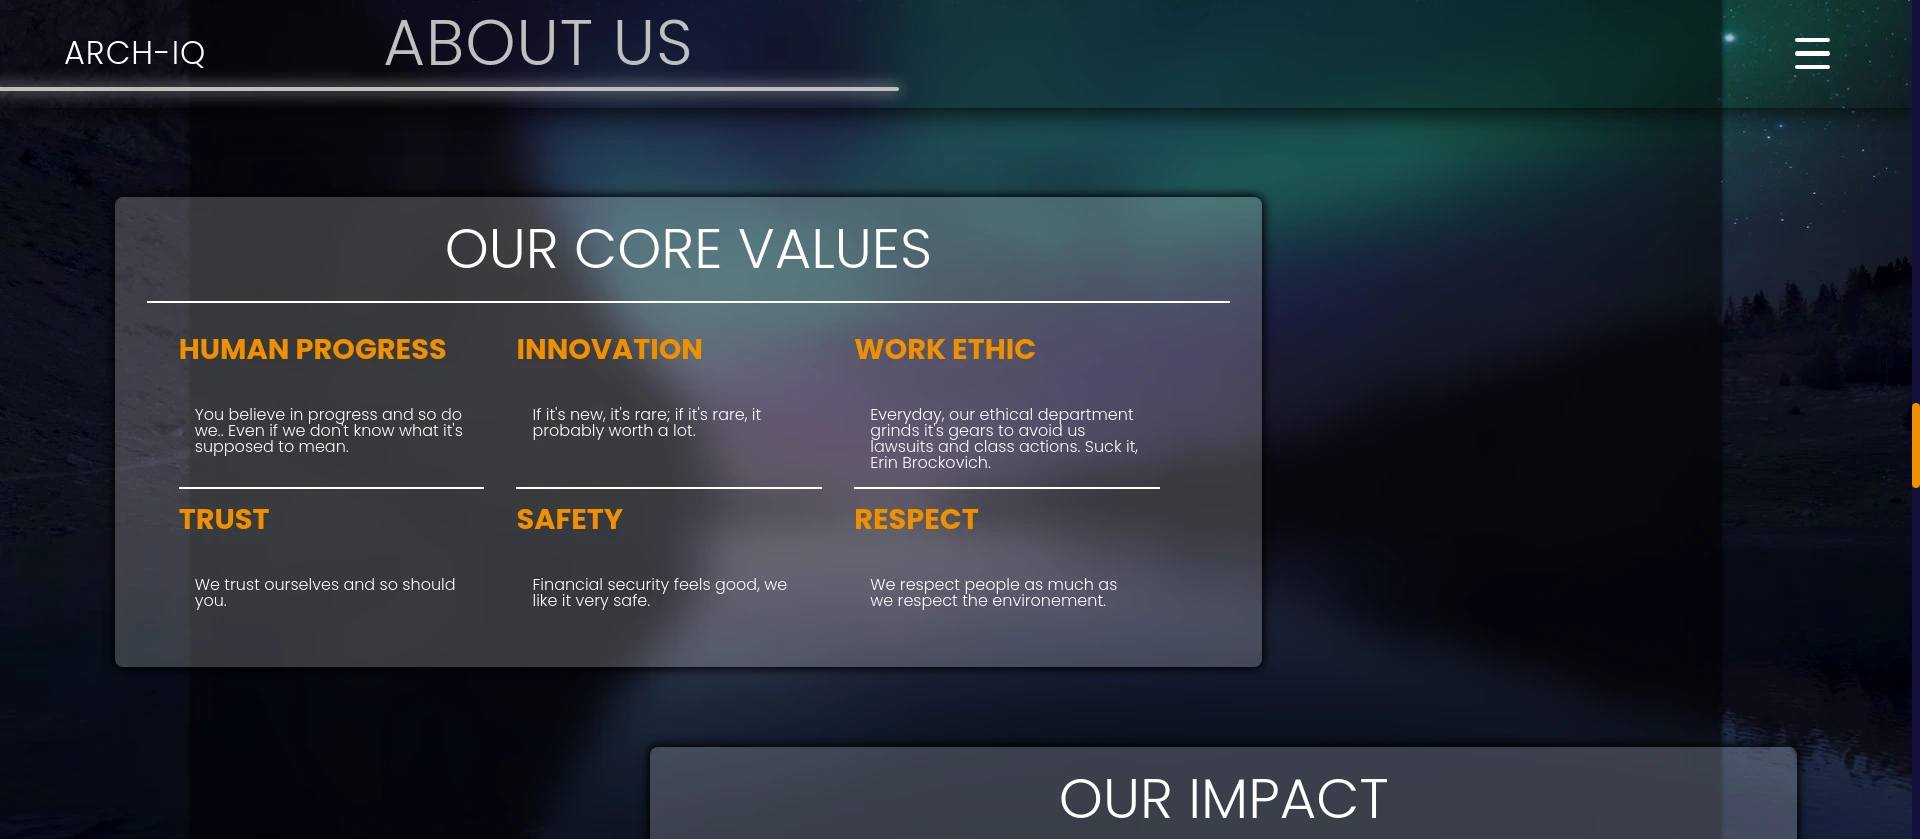 ARCH-IQ
ABOUT US
OUR CORE VALUES
HUMAN PROGRESS
You believe in progress and so do
we.. Even if we don't know what it's
supposed to mean.
INNOVATION
If it's new, it's rare; if it's rare, it
probably worth a lot.
WORK ETHIC
Everyday, our ethical department
grinds it's gears to avoid us
lawsuits and class actions. Suck it,
Erin Brockovich.
TRUST
We trust ourselves and so should
you.
SAFETY
Financial security feels good, we
like it very safe.
RESPECT
We respect people as much as
we respect the environement.
OUR IMPACT